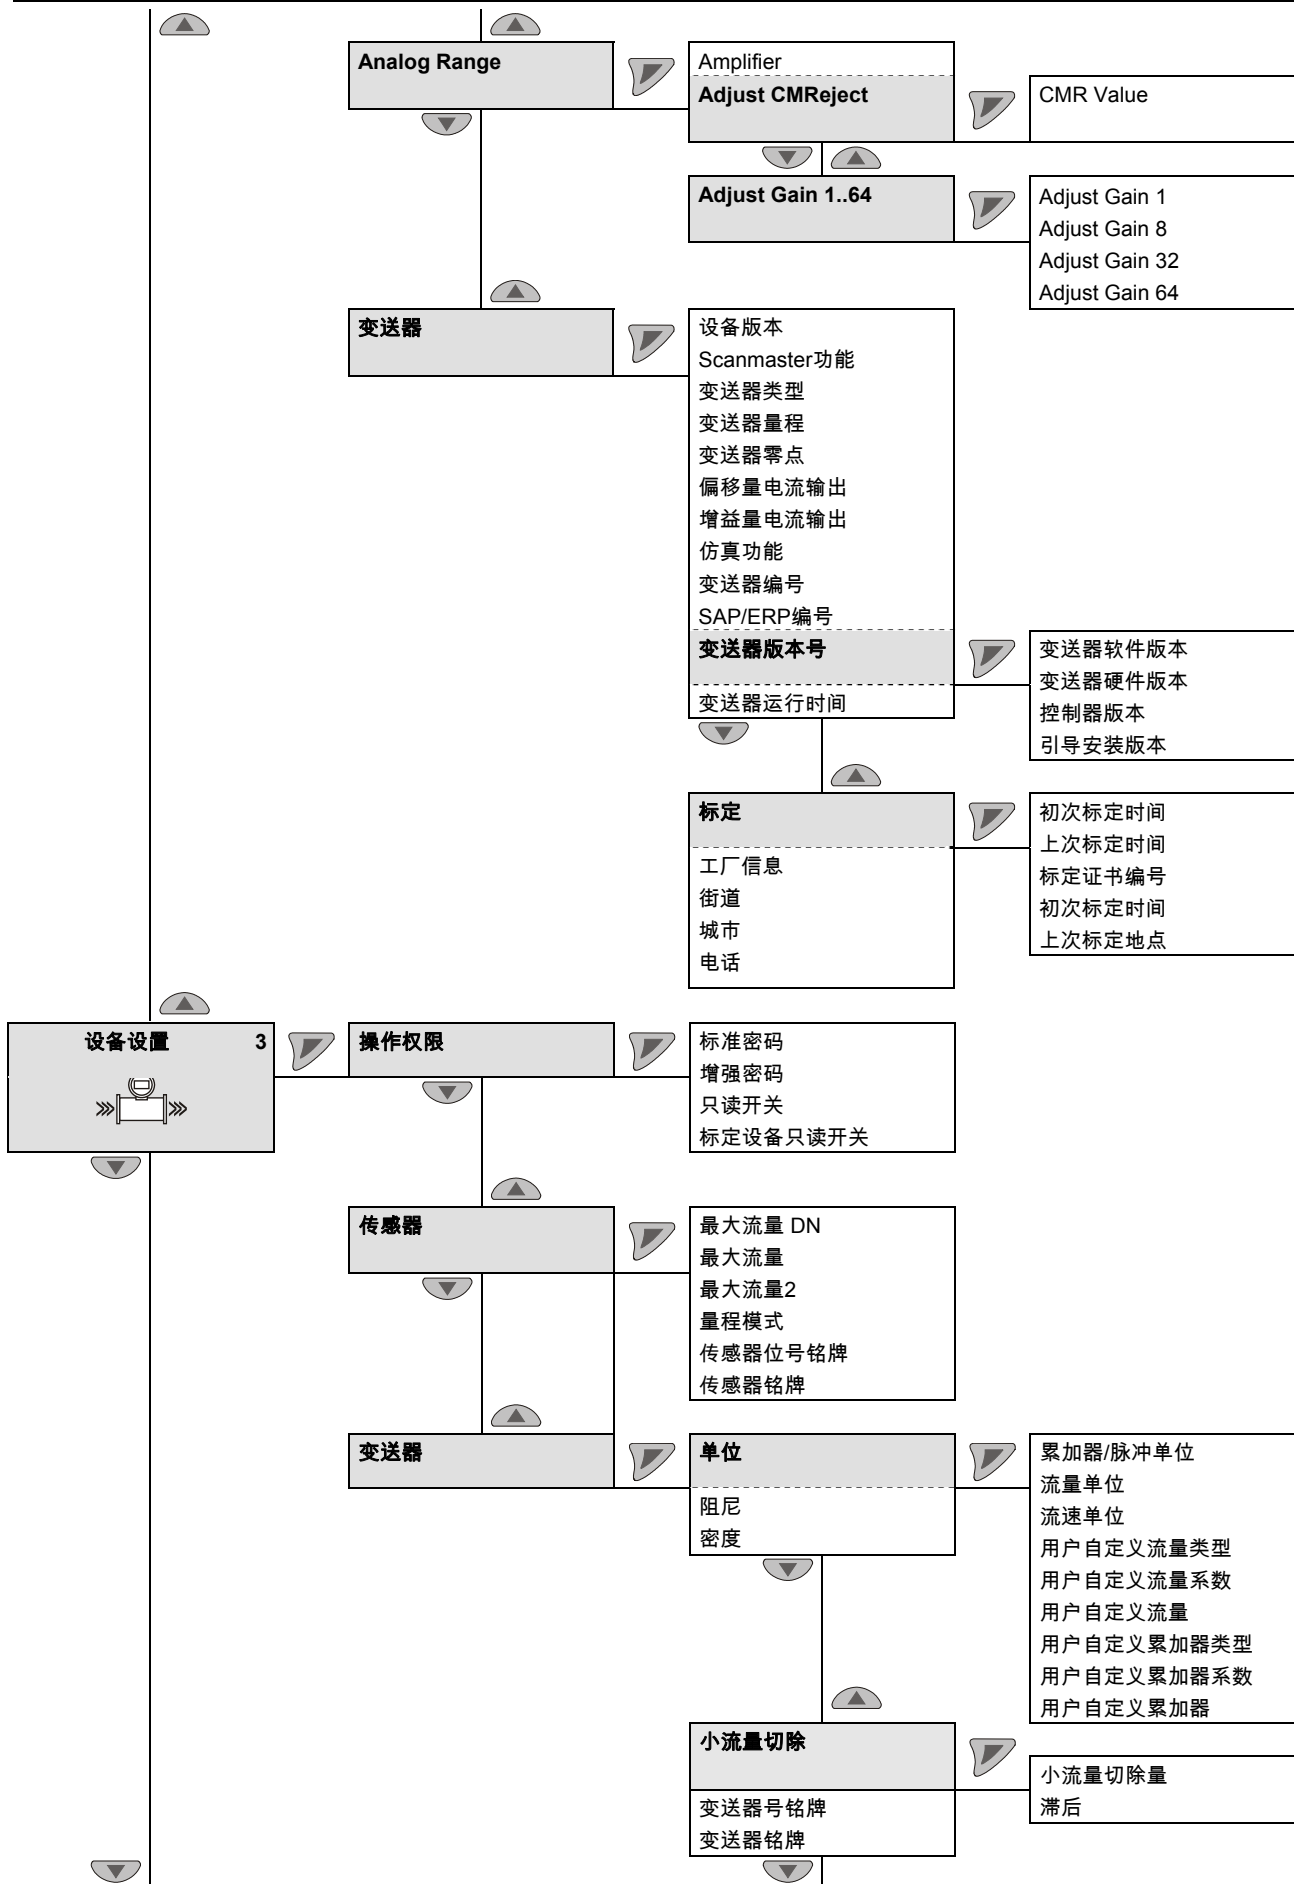 Analog Range
Amplifier
Adjust CMReject
CMR Value
Adjust Gain 1..64
Adjust Gain 1
Adjust Gain 8
Adjust Gain 32
Adjust Gain 64
变送器
设备版本
Scanmaster功能
变送器类型
变送器量程
变送器零点
偏移量电流输出
增益量电流输出
仿真功能
变送器编号
SAP/ERP编号
变送器版本号
变送器运行时间
变送器软件版本
变送器硬件版本
控制器版本
引导安装版本
标定
工厂信息
街道
城市
电话
初次标定时间
上次标定时间
标定证书编号
初次标定时间
上次标定地点
设备设置 3
操作权限
标准密码
增强密码
只读开关
标定设备只读开关
传感器
最大流量 DN
最大流量
最大流量2
量程模式
传感器位号铭牌
传感器铭牌
变送器
单位
阻尼
密度
累加器/脉冲单位
流量单位
流速单位
用户自定义流量类型
用户自定义流量系数
用户自定义流量
用户自定义累加器类型
用户自定义累加器系数
用户自定义累加器
小流量切除
变送器号铭牌
变送器铭牌
小流量切除量
滞后